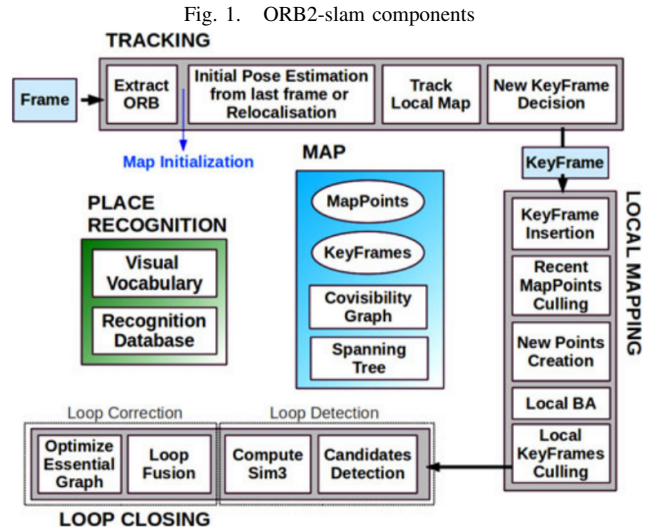 Fig. 1. ORB2-slam components
TRACKING
Frame
Extract
ORB
Initial Pose Estimation
from last frame or
Relocalisation
Track
Local Map
New KeyFrame
Decision
Map Initialization
KeyFrame
MAP
MapPoints
KeyFrames
Covisibility
Graph
Spanning
Tree
PLACE
RECOGNITION
Visual
Vocabulary
Recognition
Database
LOCAL MAPPING
KeyFrame
Insertion
Recent
MapPoints
Culling
New Points
Creation
Local BA
Local
KeyFrames
Culling
Loop Correction
Loop Detection
Optimize
Essential
Graph
Loop
Fusion
Compute
Sim3
Candidates
Detection
LOOP CLOSING